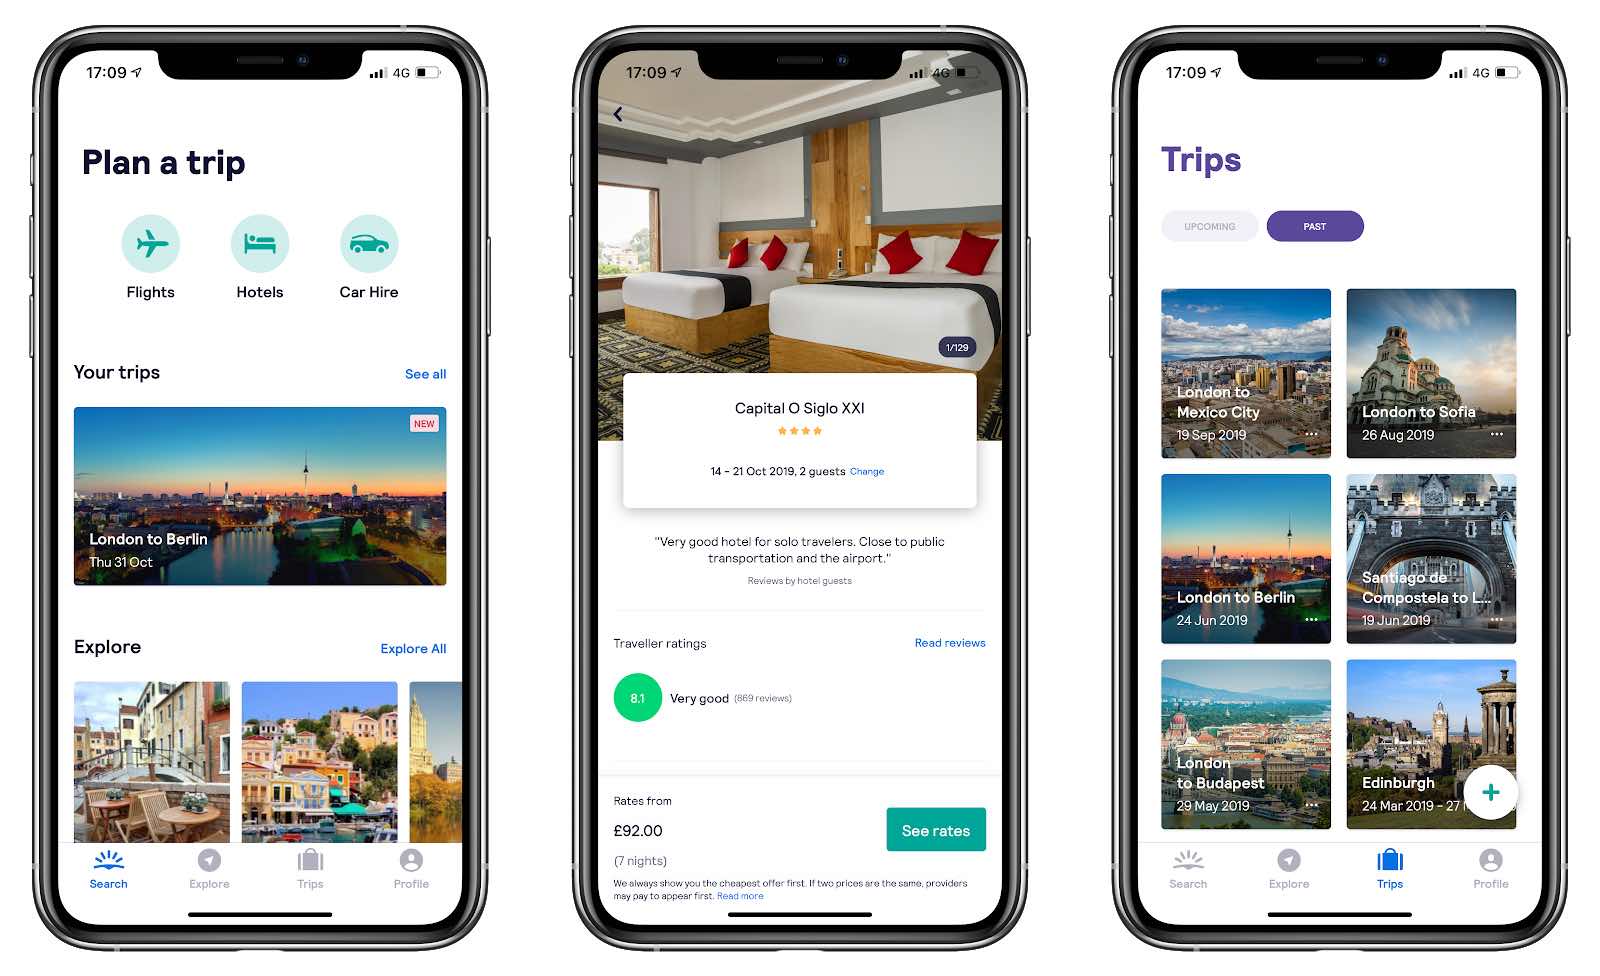 17:09
4G
Plan a trip
Flights
Hotels
Car Hire
Your trips
See all
NEW
London to Berlin
Thu 31 Oct
Explore
Explore All
Search
Explore
Trips
Profile
17:09
4G
1/129
Capital O Siglo XXI
14 – 21 Oct 2019, 2 guests Change
"Very good hotel for solo travelers. Close to public
transportation and the airport."
Reviews by hotel guests
Traveller ratings
Read reviews
8.1
Very good (869 reviews)
Rates from
£92.00
(7 nights)
See rates
We always show you the cheapest offer first. If two prices are the same, providers
may pay to appear first. Read more
17:09
4G
Trips
UPCOMING
PAST
London to
Mexico City
19 Sep 2019
London to Sofia
26 Aug 2019
London to Berlin
24 Jun 2019
Santiago de
Compostela to L...
19 Jun 2019
London
to Budapest
29 May 2019
Edinburgh
24 Mar 2019 – 27
Search
Explore
Trips
Profile